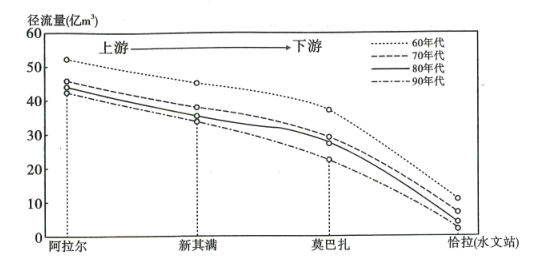 径流量(亿m³)
60
50
40
30
20
10
0
上游
下游
60年代
70年代
80年代
90年代
阿拉尔
新其满
莫巴扎
恰拉(水文站)